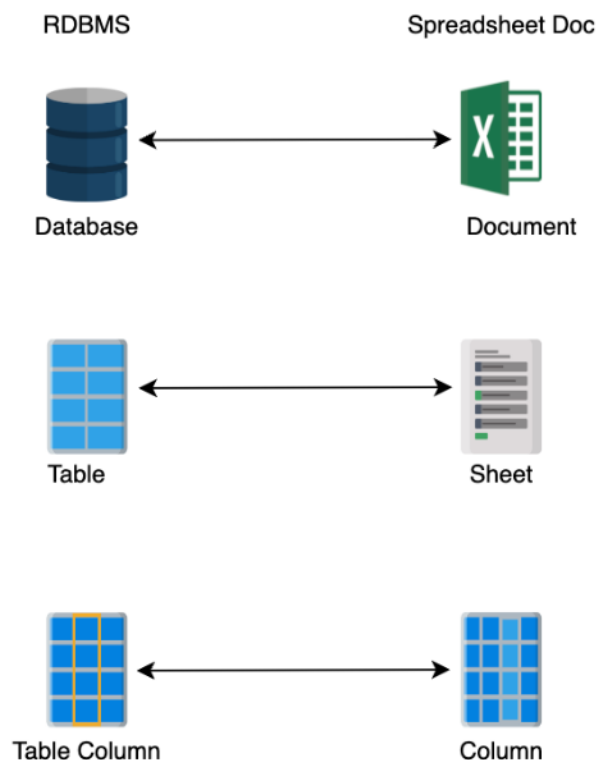 RDBMS
Spreadsheet Doc
X
Database
Document
Table
Sheet
Table Column
Column